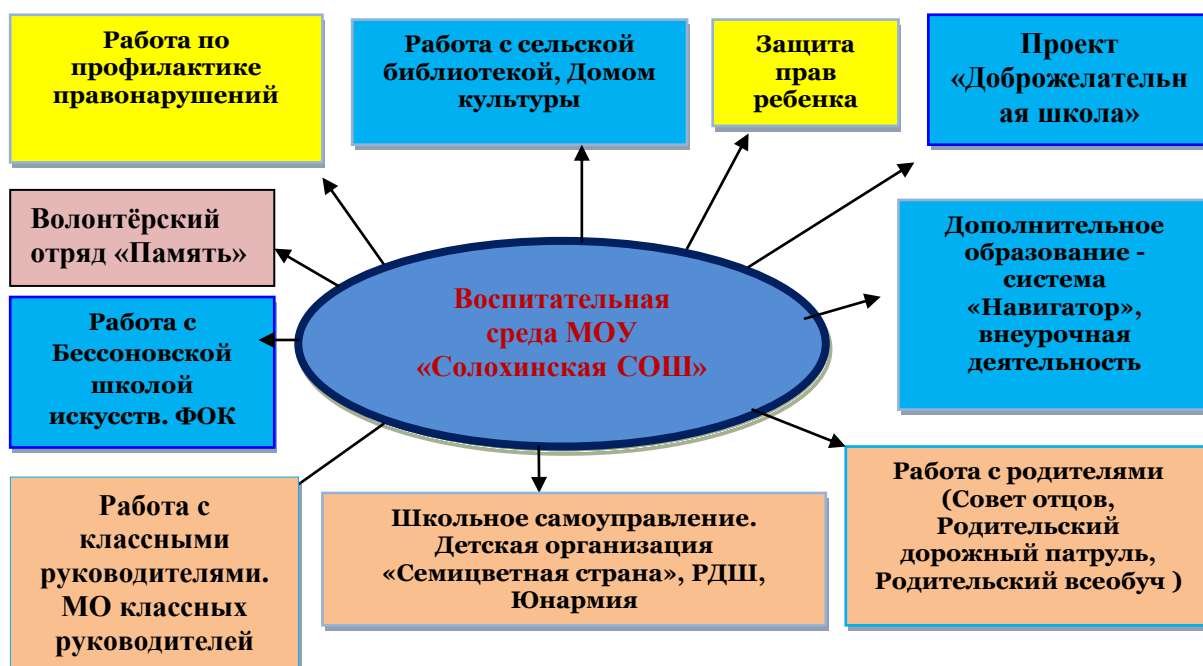 Работа по
профилактике
правонарушений
Работа с сельской
библиотекой, Домом
культуры
Защита
прав
ребенка
Проект
«Доброжелательн
ая школа»
Волонтёрский
отряд «Память»
Воспитательная
среда МОУ
«Солохинская СОШ»
Дополнительное
образование -
система
«Навигатор»,
внеурочная
деятельность
Работа с
Бессоновской
школой
искусств. ФОК
Работа с
классными
руководителями.
МО классных
руководителей
Школьное самоуправление.
Детская организация
«Семицветная страна», РДШ,
Юнармия
Работа с родителями
(Совет отцов,
Родительский
дорожный патруль,
Родительский всеобуч )